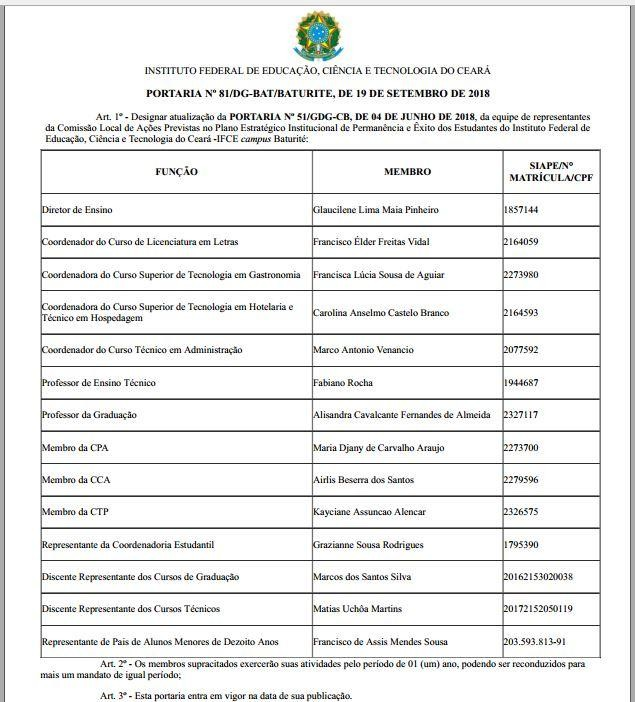 INSTITUTO FEDERAL DE EDUCAÇÃO, CIÊNCIA E TECNOLOGIA DO CEARÁ
PORTARIA Nº 81/DG-BAT/BATURITE, DE 19 DE SETEMBRO DE 2018
Art. 1º - Designar atualização da PORTARIA Nº 51/GDG-CB, DE 04 DE JUNHO DE 2018, da equipe de representantes
da Comissão Local de Ações Previstas no Plano Estratégico Institucional de Permanência e Êxito dos Estudantes do Instituto Federal de
Educação, Ciência e Tecnologia do Ceará -IFCE campus Baturité:
FUNÇÃO MEMBRO SIAPE/Nº
MATRÍCULA/CPF
Diretor de Ensino Glaucilene Lima Maia Pinheiro 1857144
Coordenador do Curso de Licenciatura em Letras Francisco Élder Freitas Vidal 2164059
Coordenadora do Curso Superior de Tecnologia em Gastronomia Francisca Lúcia Sousa de Aguiar 2273980
Coordenadora do Curso Superior de Tecnologia em Hotelaria e
Técnico em Hospedagem Carolina Anselmo Castelo Branco 2164593
Coordenador do Curso Técnico em Administração Marco Antonio Venancio 2077592
Professor de Ensino Técnico Fabiano Rocha 1944687
Professor da Graduação Alisandra Cavalcante Fernandes de Almeida 2327117
Membro da CPA Maria Djany de Carvalho Araujo 2273700
Membro da CCA Airlis Beserra dos Santos 2279596
Membro da CTP Kayciane Assuncao Alencar 2326575
Representante da Coordenadoria Estudantil Grazianne Sousa Rodrigues 1795390
Discente Representante dos Cursos de Graduação Marcos dos Santos Silva 20162153020038
Discente Representante dos Cursos Técnicos Matias Uchôa Martins 20172152050119
Representante de Pais de Alunos Menores de Dezoito Anos Francisco de Assis Mendes Sousa 203.593.813-91
Art. 2º - Os membros supracitados exercerão suas atividades pelo período de 01 (um) ano, podendo ser reconduzidos para
mais um mandato de igual período;
Art. 3º - Esta portaria entra em vigor na data de sua publicação.